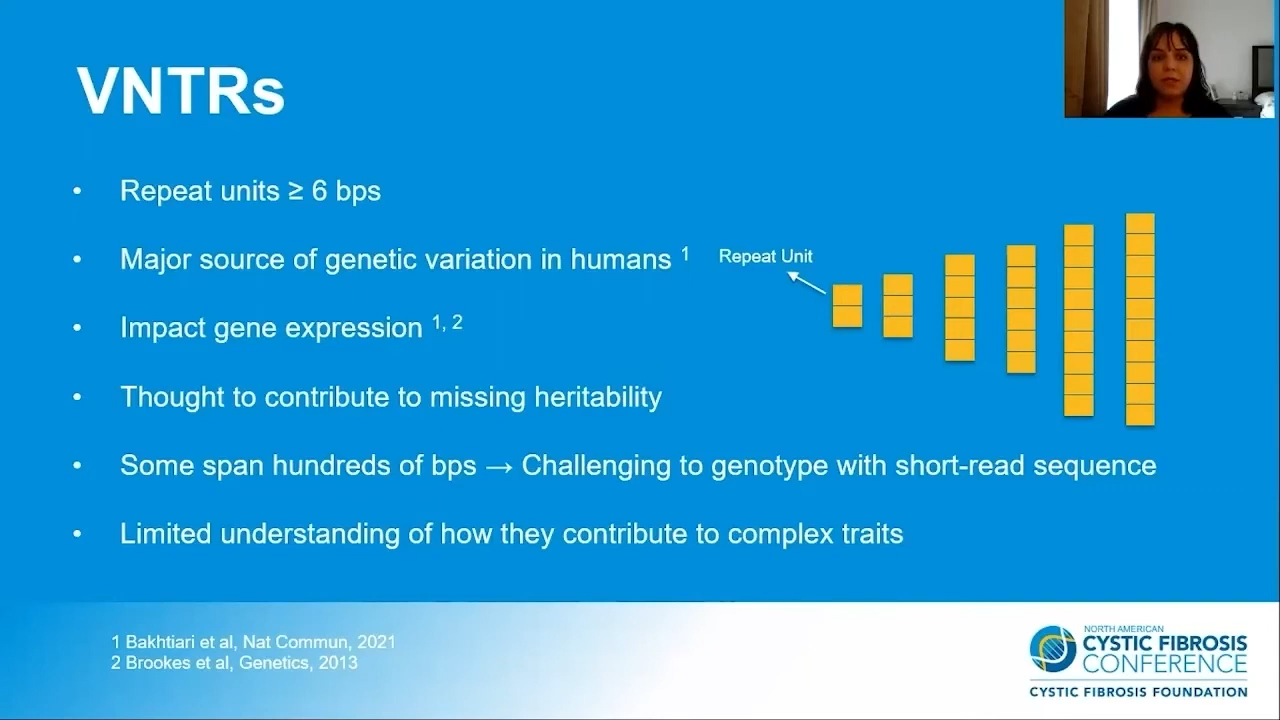 VNTRs
• Repeat units ≥ 6 bps
• Major source of genetic variation in humans 1
Repeat Unit
• Impact gene expression 1, 2
• Thought to contribute to missing heritability
• Some span hundreds of bps → Challenging to genotype with short-read sequence
• Limited understanding of how they contribute to complex traits
1 Bakhtiari et al, Nat Commun, 2021
2 Brookes et al, Genetics, 2013
NORTH AMERICAN
CYSTIC FIBROSIS
CONFERENCE
CYSTIC FIBROSIS FOUNDATION